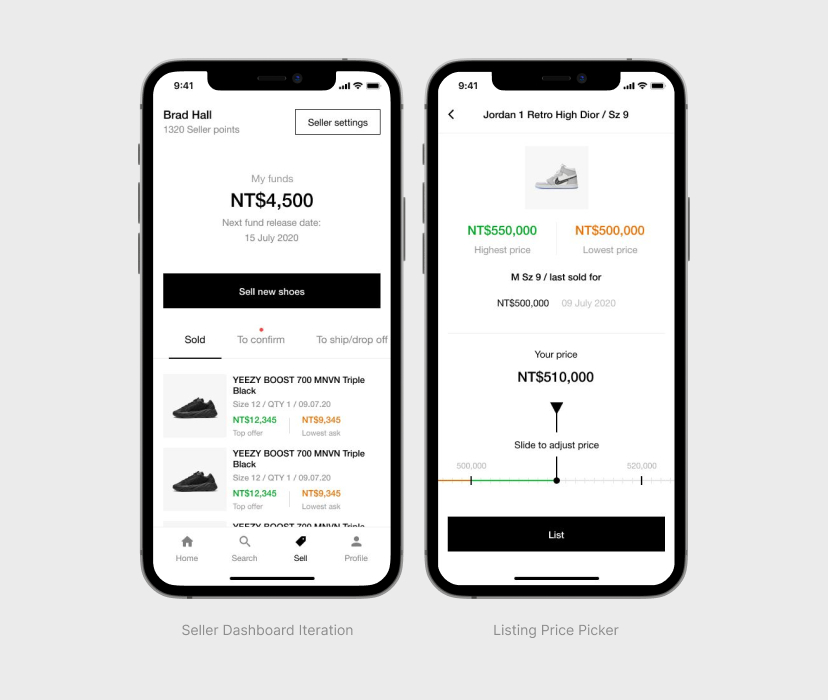 9:41
Brad Hall
1320 Seller points
Seller settings
My funds
NT$4,500
Next fund release date:
15 July 2020
Sell new shoes
Sold To confirm To ship/drop off
YEEZY BOOST 700 MNVN Triple
Black
Size 12 / QTY 1 / 09.07.20
NT$12,345 NT$9,345
Top offer Lowest ask
YEEZY BOOST 700 MNVN Triple
Black
Size 12 / QTY 1 / 09.07.20
NT$12,345 NT$9,345
Top offer Lowest ask
YEEZY BOOST 700 MNVN Triple
Home Search Sell Profile
Seller Dashboard Iteration
9:41
Jordan 1 Retro High Dior / Sz 9
NT$550,000 NT$500,000
Highest price Lowest price
M Sz 9 / last sold for
NT$500,000 09 July 2020
Your price
NT$510,000
Slide to adjust price
500,000 520,000
List
Listing Price Picker